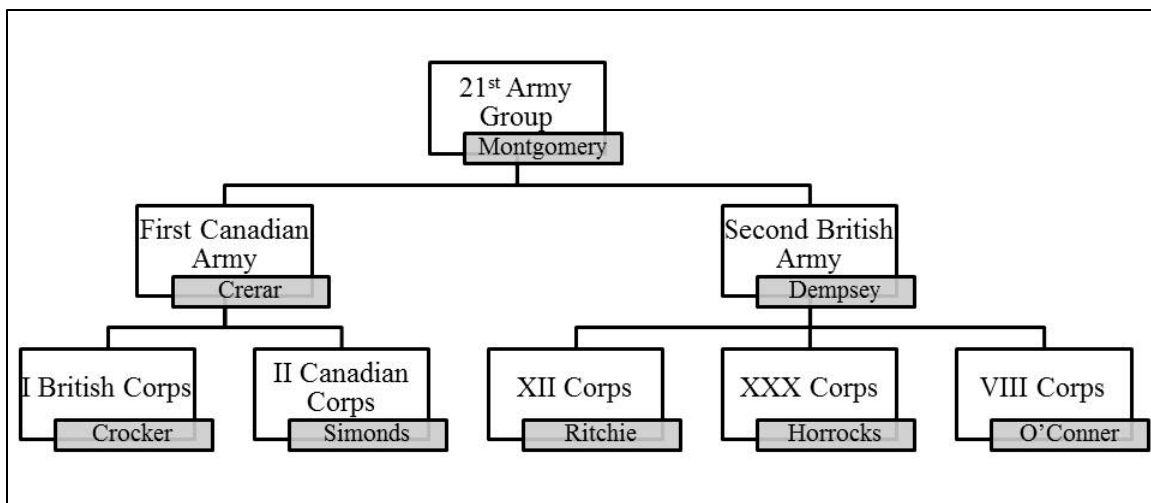 21st Army
Group
Montgomery
First Canadian
Army
Crerar
Second British
Army
Dempsey
I British Corps
Crocker
II Canadian
Corps
Simonds
XII Corps
Ritchie
XXX Corps
Horrocks
VIII Corps
O’Conner